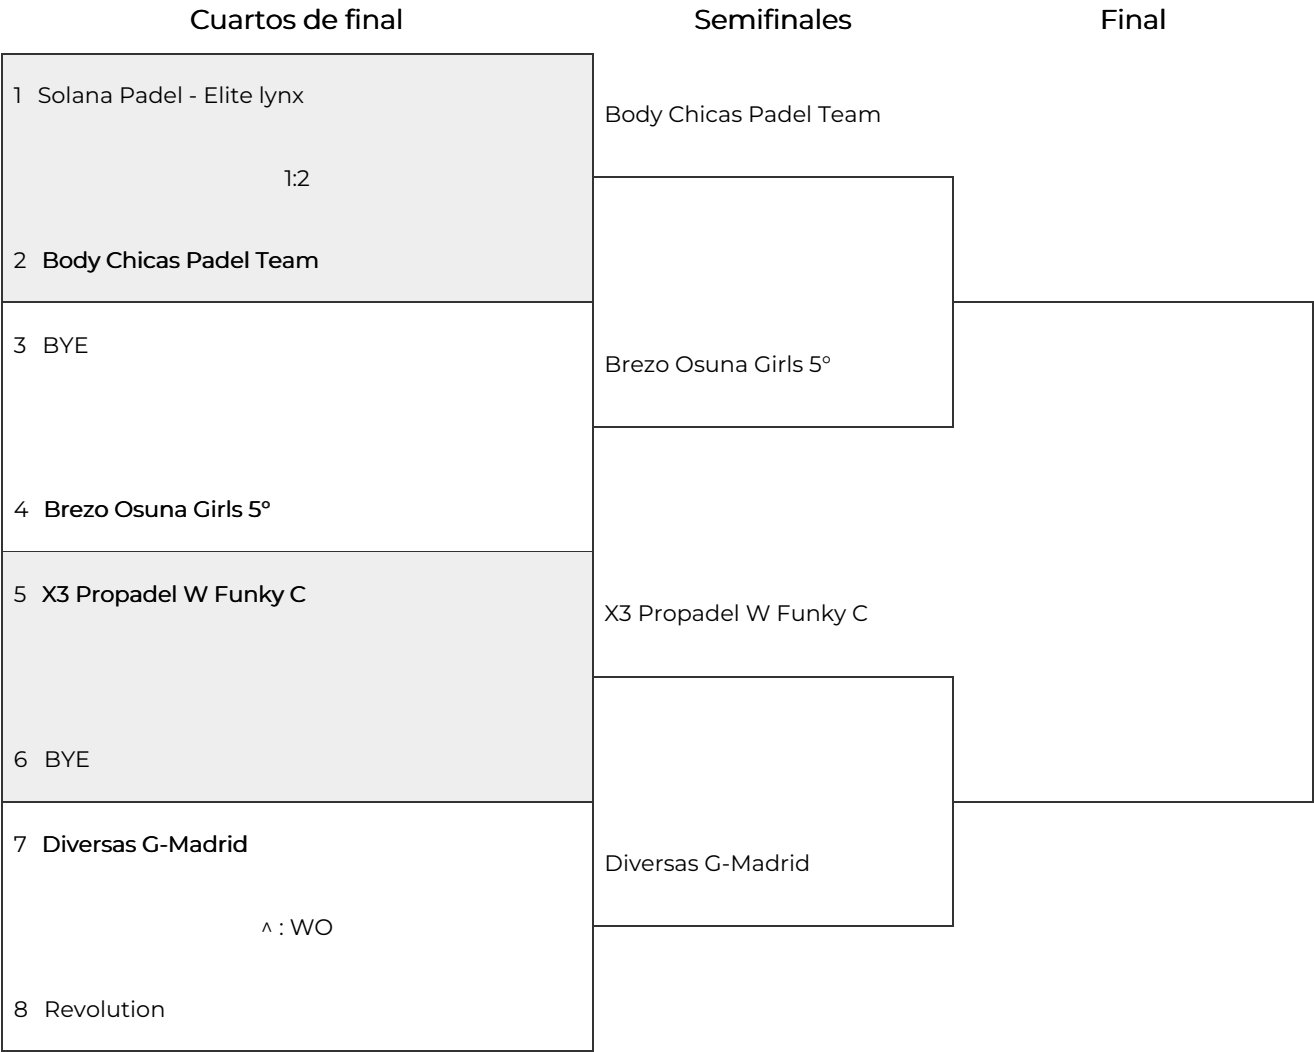 Cuartos de final
Semifinales
Final
1 Solana Padel - Elite lynx
1:2
2 Body Chicas Padel Team
3 BYE
4 Brezo Osuna Girls 5º
5 X3 Propadel W Funky C
6 BYE
7 Diversas G-Madrid
^ : WO
8 Revolution
Body Chicas Padel Team
Brezo Osuna Girls 5º
X3 Propadel W Funky C
Diversas G-Madrid